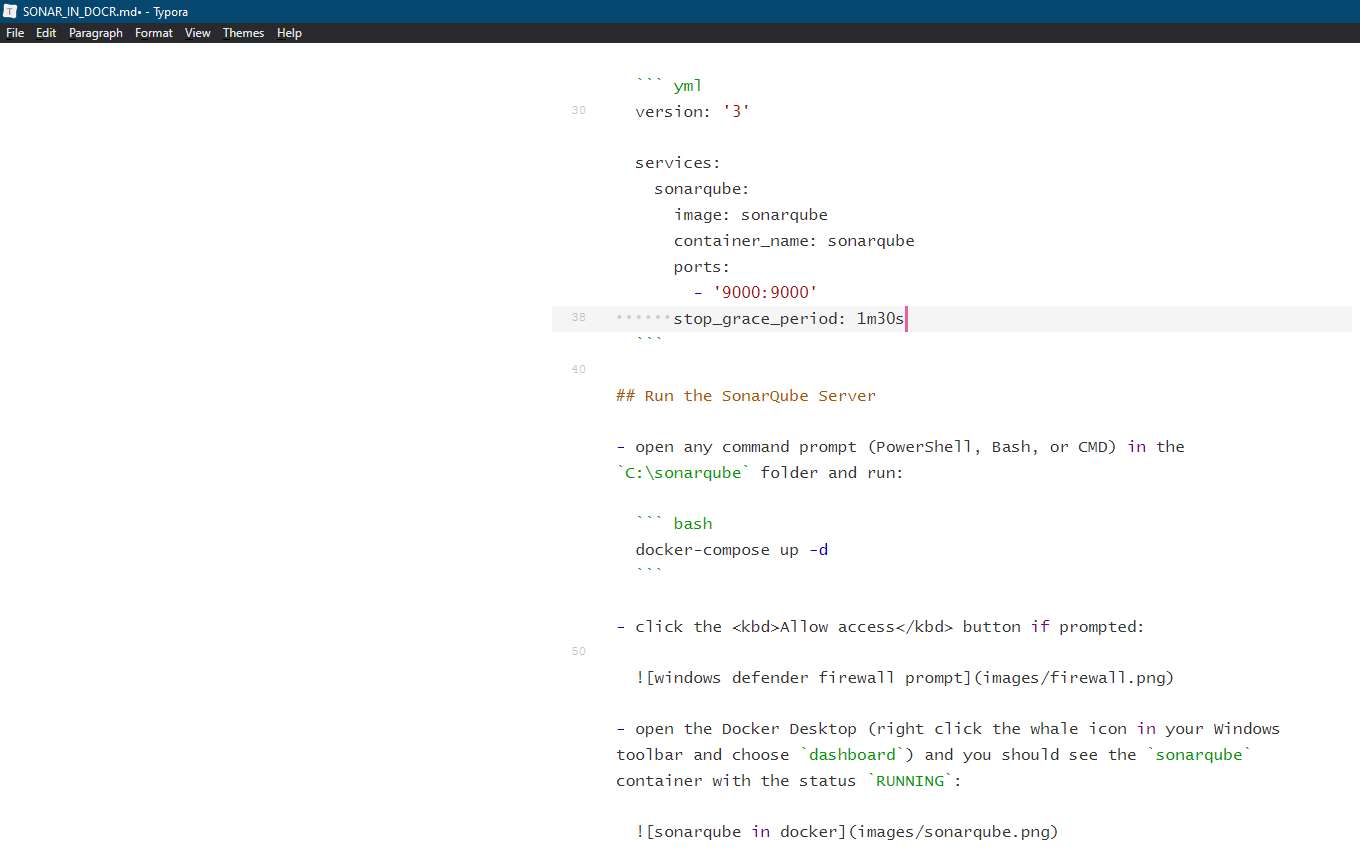 SONAR_IN_DOCR.md• - Typora
File Edit Paragraph Format View Themes Help
``` yml
30 version: '3'
services:
sonarqube:
image: sonarqube
container_name: sonarqube
ports:
- '9000:9000'
38 ······stop_grace_period: 1m30s
```
40
## Run the SonarQube Server
- open any command prompt (PowerShell, Bash, or CMD) in the
`C:\sonarqube` folder and run:
``` bash
docker-compose up -d
```
- click the <kbd>Allow access</kbd> button if prompted:
50
![windows defender firewall prompt](images/firewall.png)
- open the Docker Desktop (right click the whale icon in your Windows
toolbar and choose `dashboard`) and you should see the `sonarqube`
container with the status `RUNNING`:
![sonarqube in docker](images/sonarqube.png)